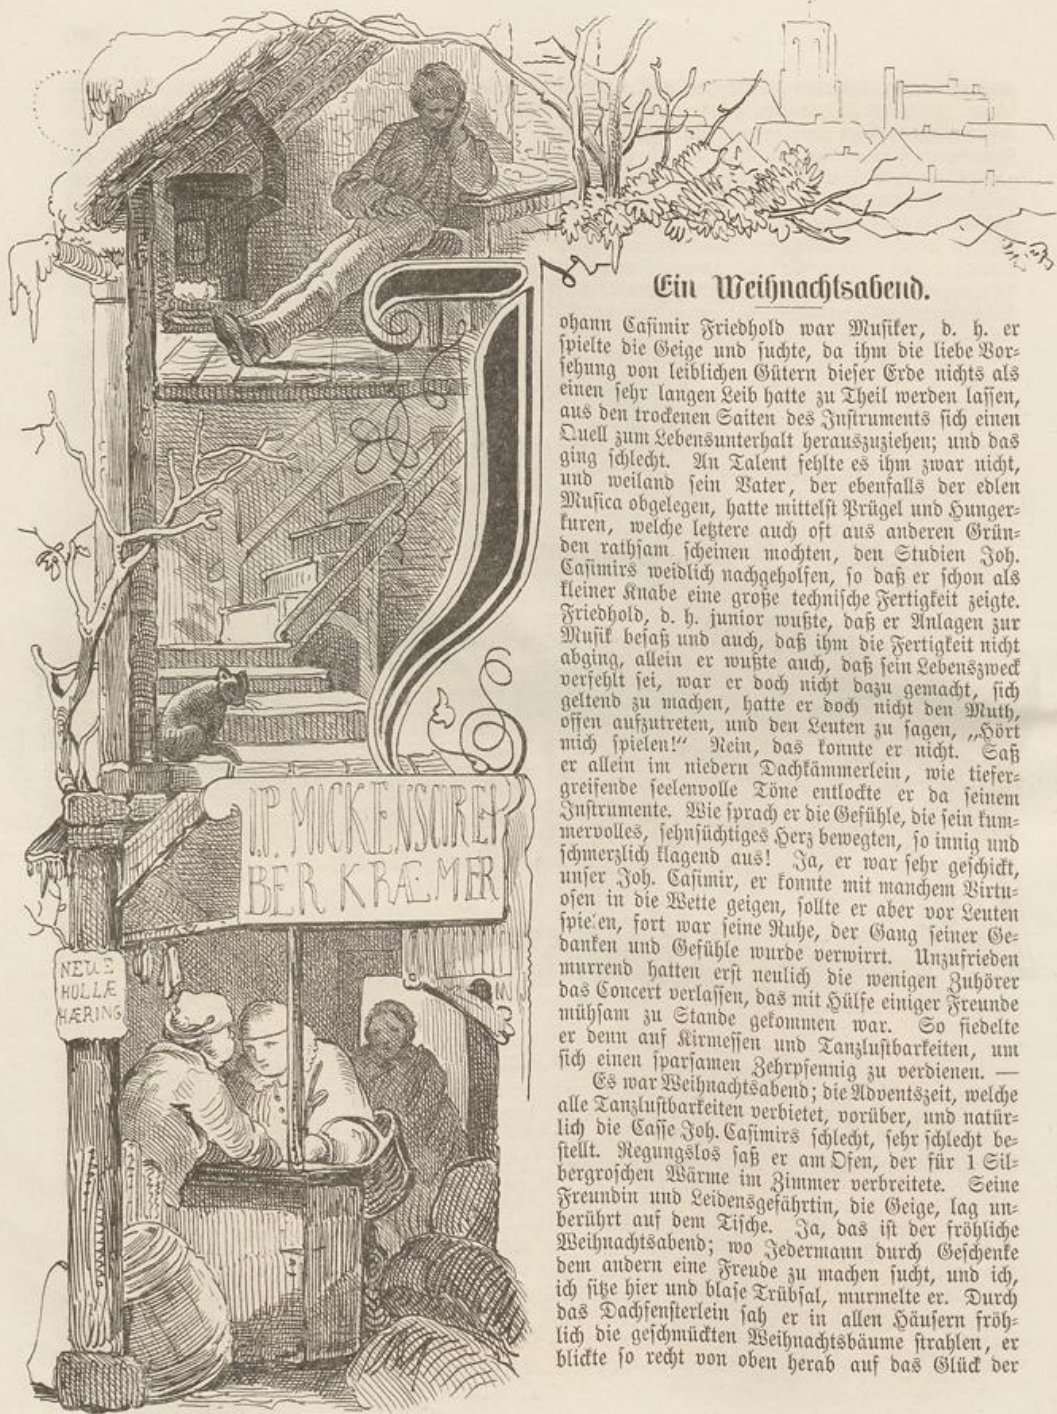 Ein Weihnachtsabend.
Johann Casimir Friedhold war Musiker, d. h. er
spielte die Geige und suchte, da ihm die liebe Vor-
sehung von leiblichen Gütern dieser Erde nichts als
einen sehr langen Leib hatte zu Theil werden lassen,
aus den trockenen Saiten des Instruments sich einen
Quell zum Lebensunterhalt herauszuziehen; und das
ging schlecht. An Talent fehlte es ihm zwar nicht,
und weiland sein Vater, der ebenfalls der edlen
Musica obgelegen, hatte mittelst Prügel und Hunger-
kuren, welche letztere auch oft aus anderen Grün-
den rathsam scheinen mochten, den Studien Joh.
Casimirs weidlich nachgeholfen, so daß er schon als
kleiner Knabe eine große technische Fertigkeit zeigte.
Friedhold, d. h. junior wußte, daß er Anlagen zur
Musik besaß und auch, daß ihm die Fertigkeit nicht
abging, allein er wußte auch, daß sein Lebenszweck
verfehlt sei, war er doch nicht dazu gemacht, sich
geltend zu machen, hatte er doch nicht den Muth,
offen aufzutreten, und den Leuten zu sagen, „Hört
mich spielen!“ Nein, das konnte er nicht. Saß
er allein im niedern Dachkämmerlein, wie tiefer-
greifende seelenvolle Töne entlockte er da seinem
Instrumente. Wie sprach er die Gefühle, die sein kum-
mervolles, sehnsüchtiges Herz bewegten, so innig und
schmerzlich klagend aus! Ja, er war sehr geschickt,
unser Joh. Casimir, er konnte mit manchem Virtu-
osen in die Wette geigen, sollte er aber vor Leuten
spielen, fort war seine Ruhe, der Gang seiner Ge-
danken und Gefühle wurde verwirrt. Unzufrieden
murrend hatten erst neulich die wenigen Zuhörer
das Concert verlassen, das mit Hülfe einiger Freunde
mühsam zu Stande gekommen war. So fiedelte
er denn auf Kirmessen und Tanzlustbarkeiten, um
sich einen sparsamen Zehrpfennig zu verdienen. —
Es war Weihnachtsabend; die Adventszeit, welche
alle Tanzlustbarkeiten verbietet, vorüber, und natür-
lich die Casse Joh. Casimirs schlecht, sehr schlecht be-
stellt. Regungslos saß er am Ofen, der für 1 Sil-
bergroschen Wärme im Zimmer verbreitete. Seine
Freundin und Leidensgefährtin, die Geige, lag un-
berührt auf dem Tische. Ja, das ist der fröhliche
Weihnachtsabend; wo Jedermann durch Geschenke
dem andern eine Freude zu machen sucht, und ich,
ich sitze hier und blase Trübsal, murmelte er. Durch
das Dachfensterlein sah er in allen Häusern fröh-
lich die geschmückten Weihnachtsbäume strahlen, er
blickte so recht von oben herab auf das Glück der
BER KRÆMER
NEUE
HOLLÆ
HÆRING